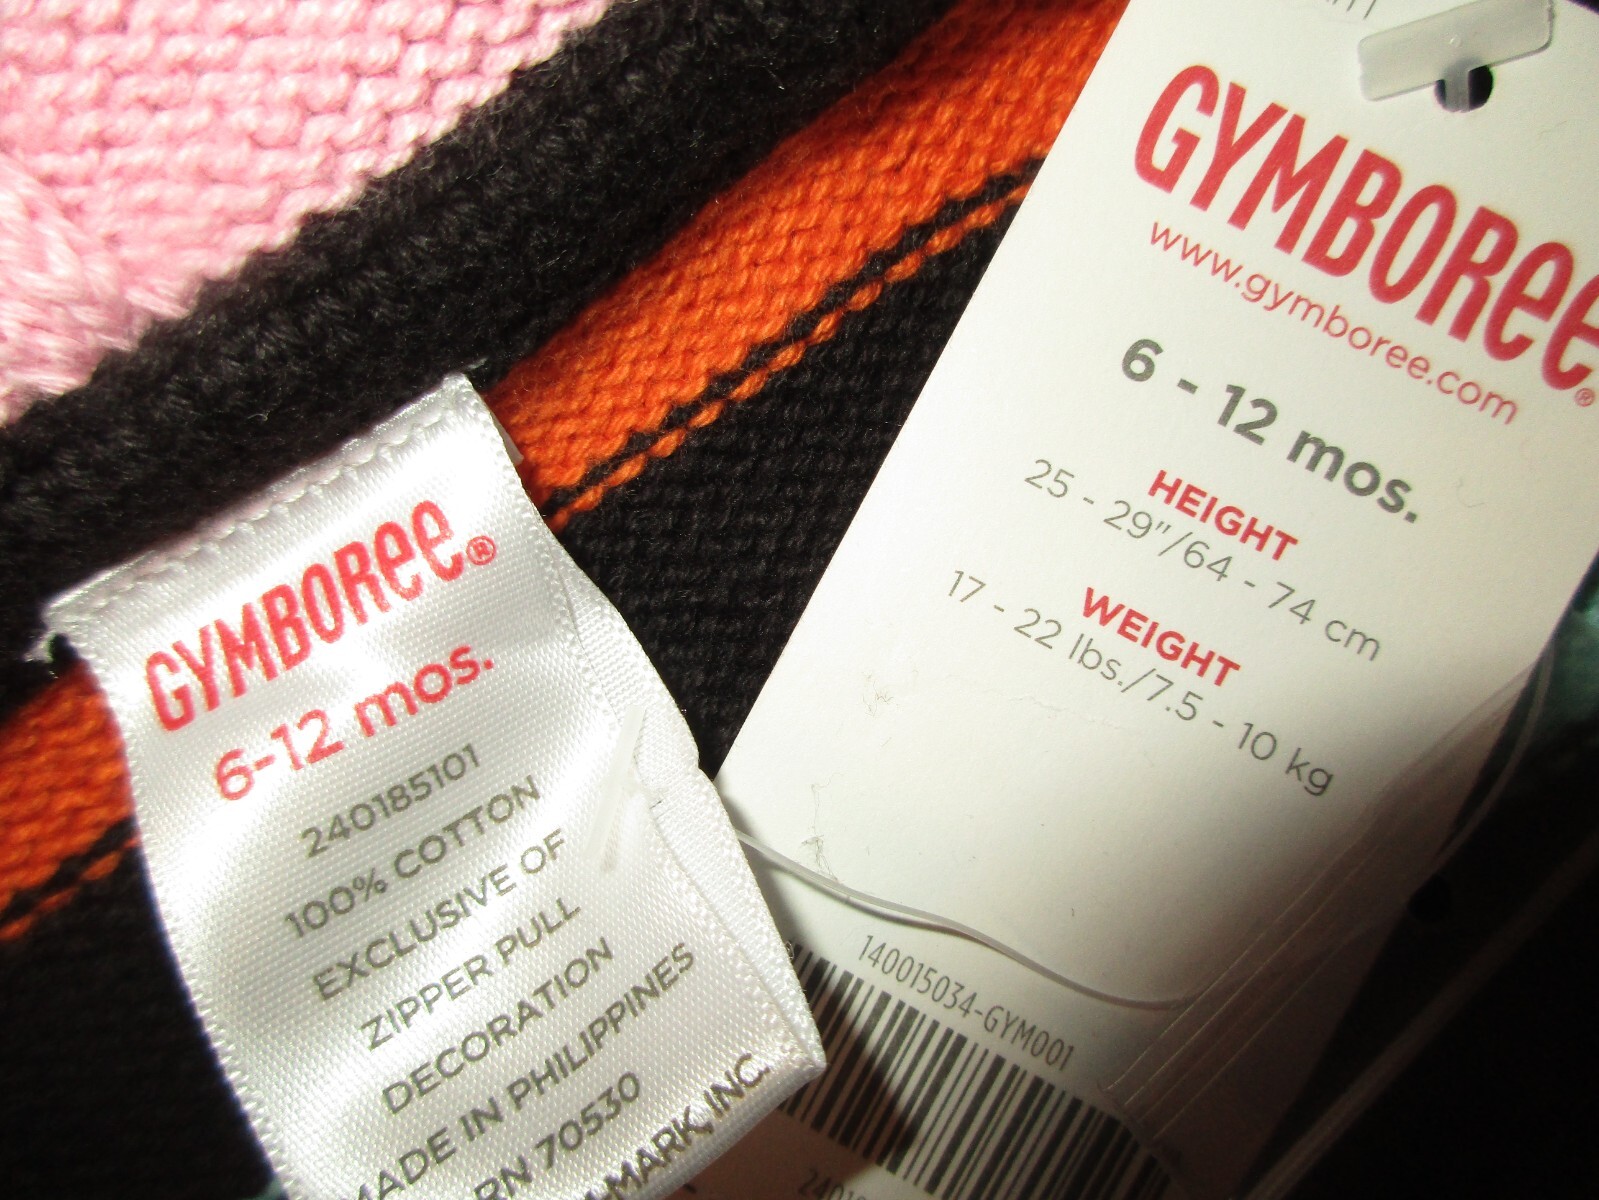 GYMBOREE®
6-12 mos.
240185101
100% COTTON
EXCLUSIVE OF
ZIPPER PULL
DECORATION
MADE IN PHILIPPINES
RN 70530
MARK, INC.
GYMBOREE®
www.gymboree.com
6 - 12 mos.
HEIGHT
25 - 29"/64 - 74 cm
WEIGHT
17 - 22 lbs./7.5 - 10 kg
140015034-GYM001